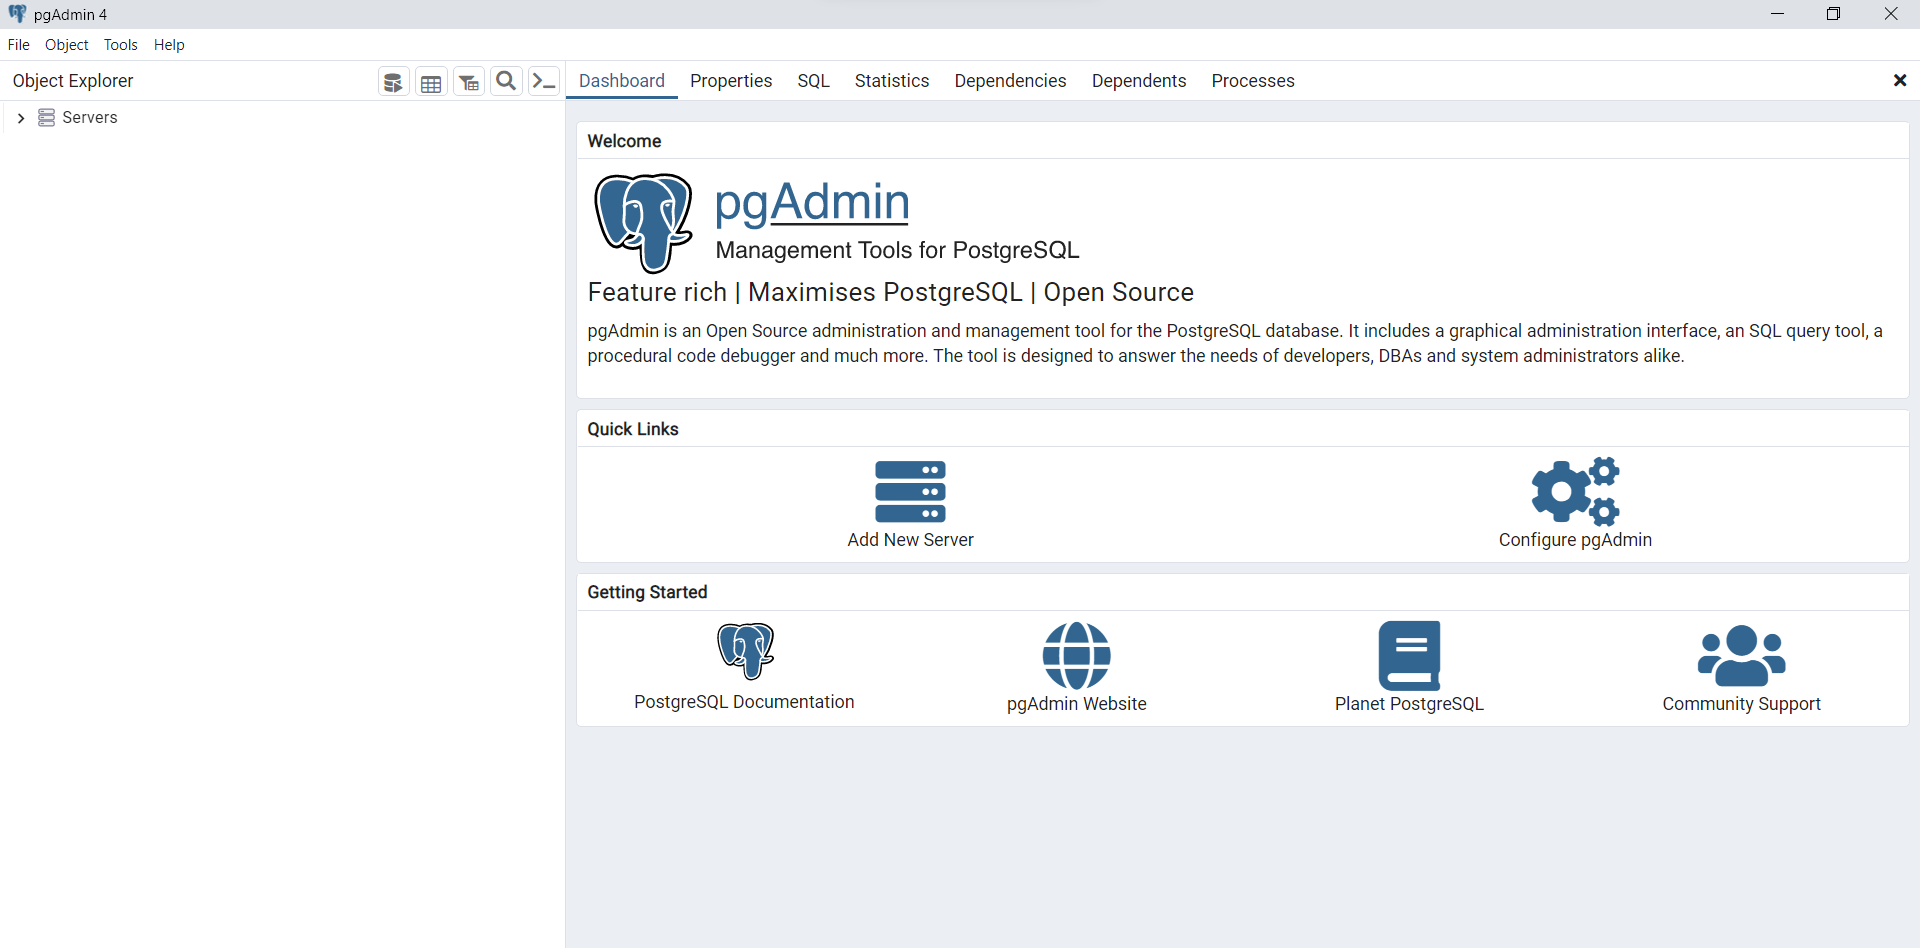 pgAdmin 4
File Object Tools Help
Object Explorer
Dashboard Properties SQL Statistics Dependencies Dependents Processes
Servers
Welcome
pgAdmin
Management Tools for PostgreSQL
Feature rich | Maximises PostgreSQL | Open Source
pgAdmin is an Open Source administration and management tool for the PostgreSQL database. It includes a graphical administration interface, an SQL query tool, a
procedural code debugger and much more. The tool is designed to answer the needs of developers, DBAs and system administrators alike.
Quick Links
Add New Server
Configure pgAdmin
Getting Started
PostgreSQL Documentation
pgAdmin Website
Planet PostgreSQL
Community Support